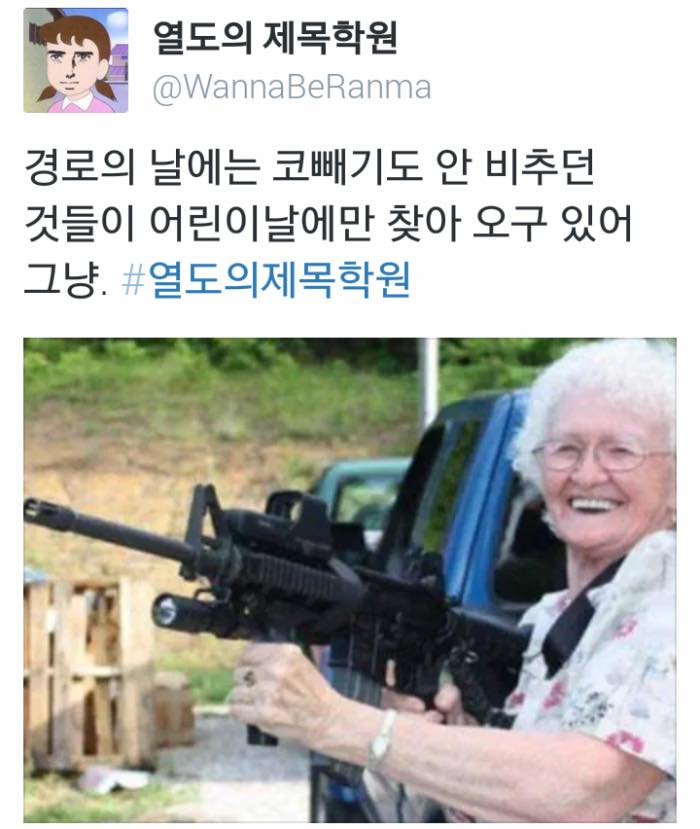 열도의 제목학원
@WannaBeRanma
경로의 날에는 코빼기도 안 비추던
것들이 어린이날에만 찾아 오구 있어
그냥. #열도의제목학원